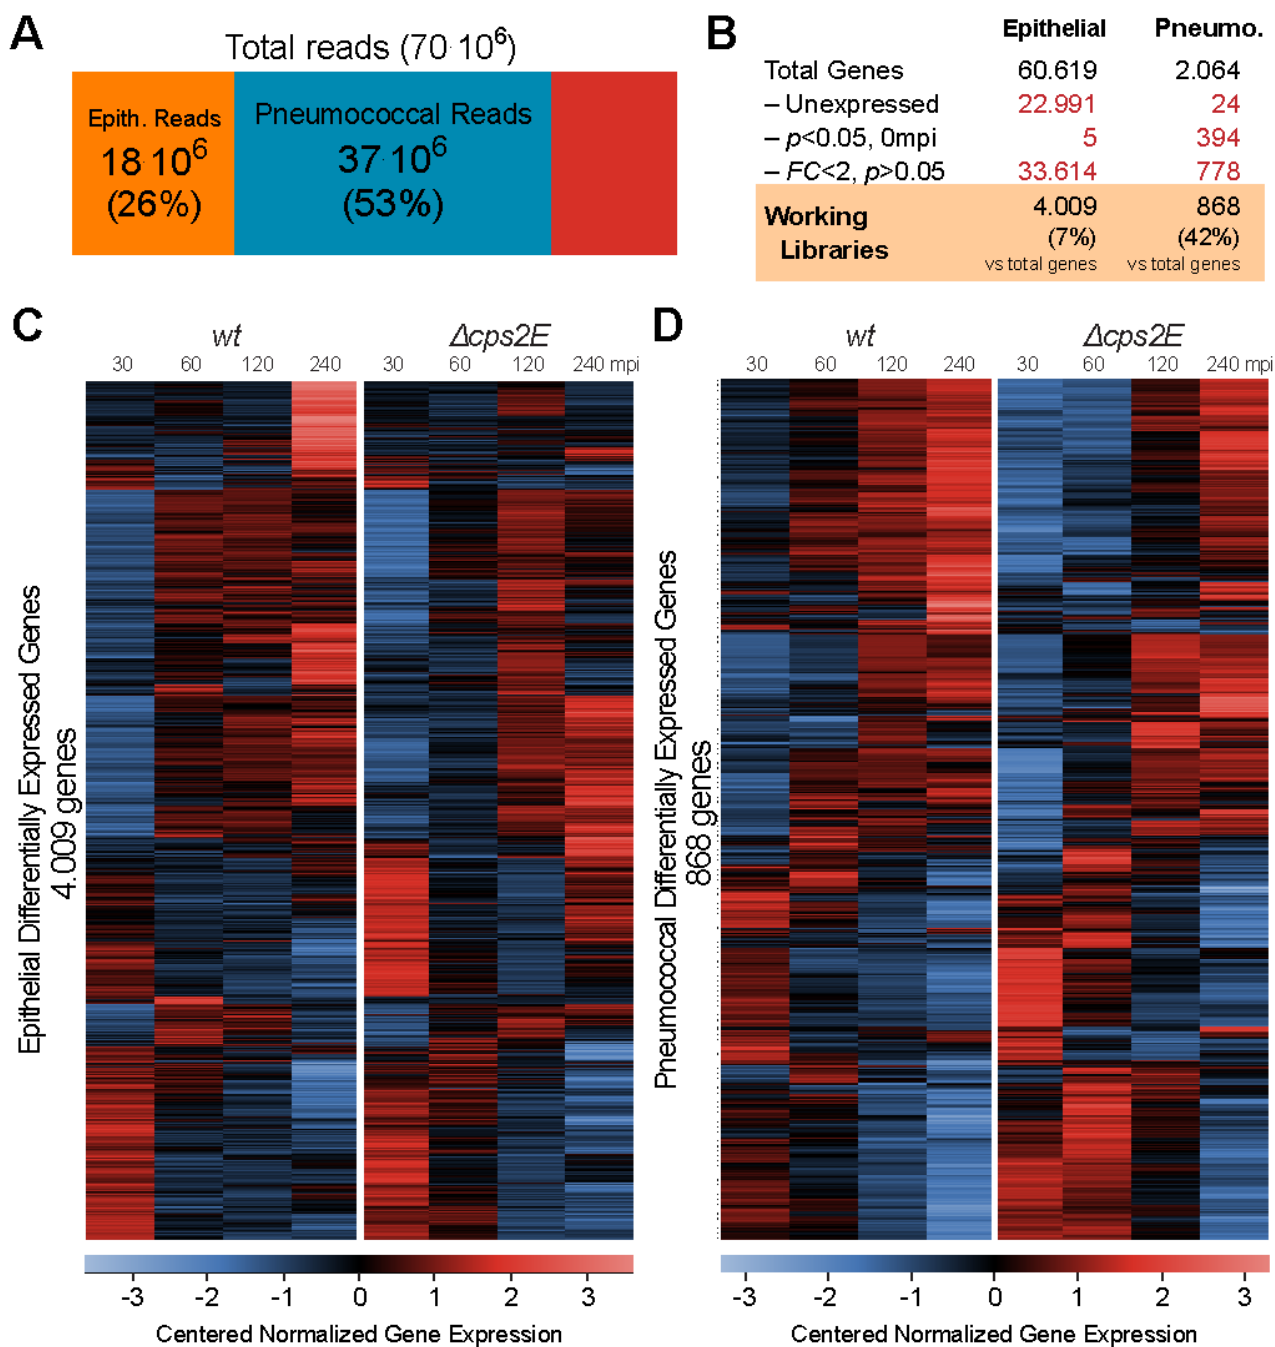 A
Total reads (70·10⁶)
Epith. Reads
18·10⁶
(26%)
Pneumococcal Reads
37·10⁶
(53%)
B
Epithelial Pneumo.
Total Genes 60.619 2.064
– Unexpressed 22.991 24
– p<0.05, 0mpi 5 394
– FC<2, p>0.05 33.614 778
Working Libraries
4.009 868
(7%) (42%)
vs total genes vs total genes
C
wt Δcps2E
30 60 120 240 30 60 120 240 mpi
Epithelial Differentially Expressed Genes
4.009 genes
-3 -2 -1 0 1 2 3
Centered Normalized Gene Expression
D
wt Δcps2E
30 60 120 240 30 60 120 240 mpi
Pneumococcal Differentially Expressed Genes
868 genes
-3 -2 -1 0 1 2 3
Centered Normalized Gene Expression